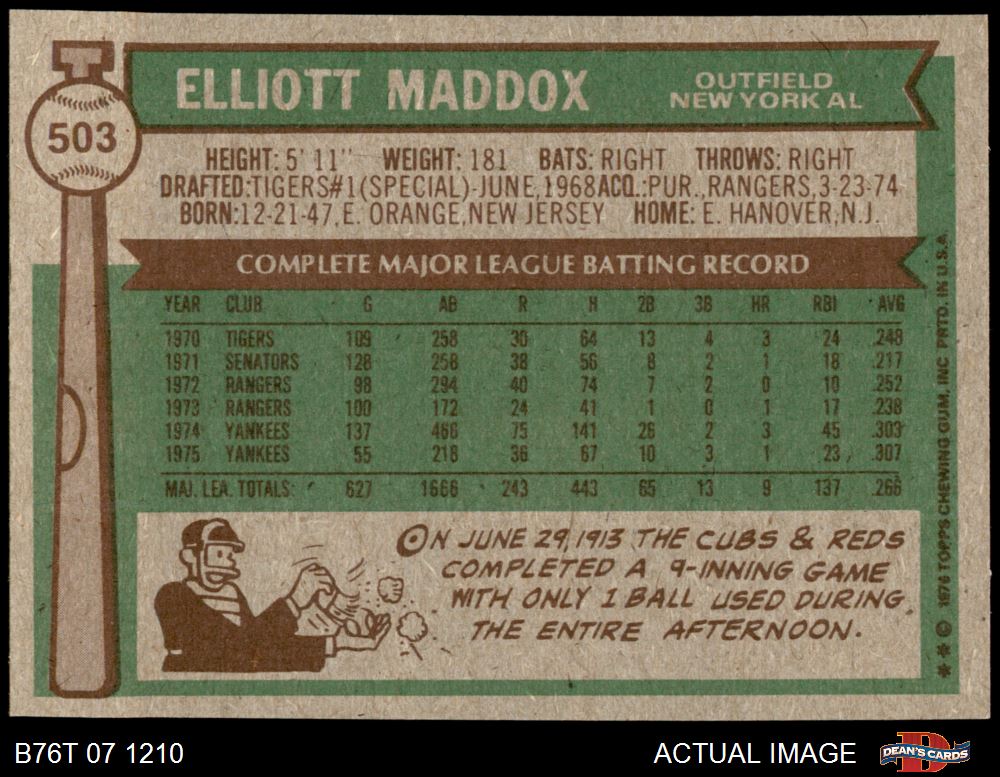 503
ELLIOTT MADDOX
OUTFIELD
NEW YORK AL
HEIGHT: 5' 11" WEIGHT: 181 BATS: RIGHT THROWS: RIGHT
DRAFTED:TIGERS#1(SPECIAL)-JUNE,1968 ACQ.:PUR. RANGERS,3-23-74
BORN:12-21-47,E. ORANGE,NEW JERSEY HOME: E. HANOVER,N.J.
COMPLETE MAJOR LEAGUE BATTING RECORD
YEAR CLUB G AB R H 2B 3B HR RBI AVG
1970 TIGERS 109 258 30 64 13 4 3 24 .248
1971 SENATORS 128 258 38 56 8 2 1 18 .217
1972 RANGERS 98 294 40 74 7 2 0 10 .252
1973 RANGERS 100 172 24 41 1 0 1 17 .238
1974 YANKEES 137 466 75 141 26 2 3 45 .303
1975 YANKEES 55 218 36 67 10 3 1 23 .307
MAJ. LEA. TOTALS: 627 1666 243 443 65 13 9 137 .266
ON JUNE 29, 1913 THE CUBS & REDS
COMPLETED A 9-INNING GAME
WITH ONLY 1 BALL USED DURING
THE ENTIRE AFTERNOON.
* * © 1976 TOPPS CHEWING GUM, INC PRTD. IN U.S.A.
B76T 07 1210
ACTUAL IMAGE
D
DEAN'S CARDS